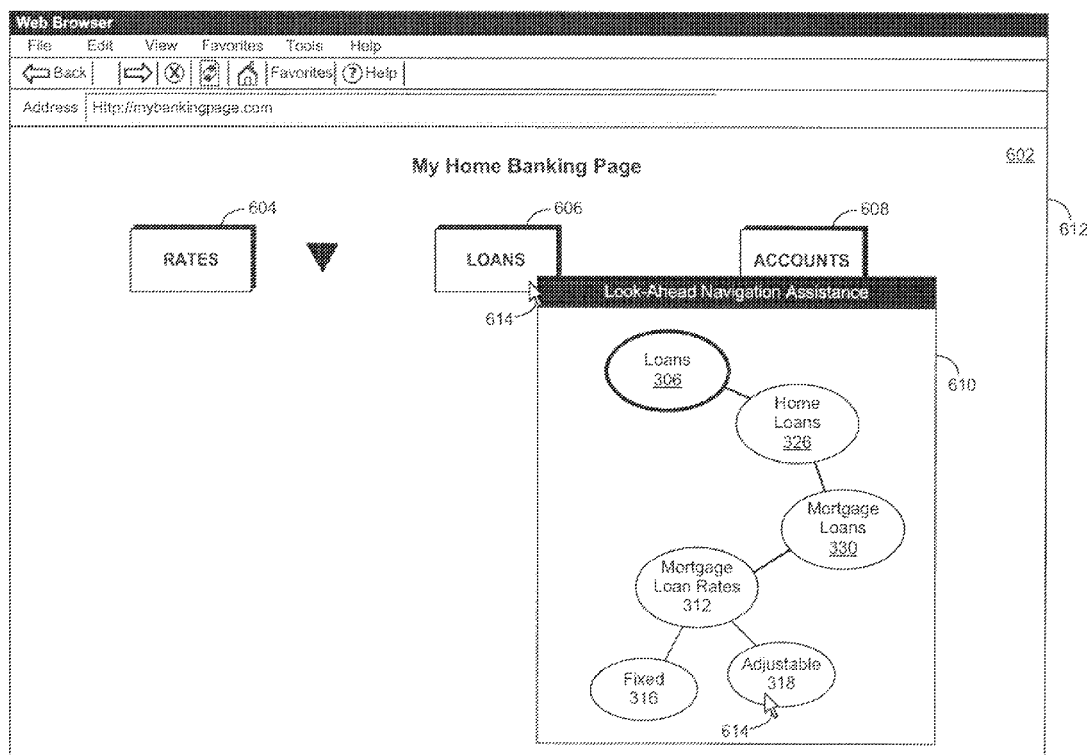 Web Browser
File Edit View Favorites Tools Help
Back Favorites Help
Address Http://mybankingpage.com
602
My Home Banking Page
604 606 608
612
RATES LOANS ACCOUNTS
Look-Ahead Navigation Assistance
614
610
Loans
306
Home
Loans
326
Mortgage
Loans
330
Mortgage
Loan Rates
312
Adjustable
318
Fixed
316
614